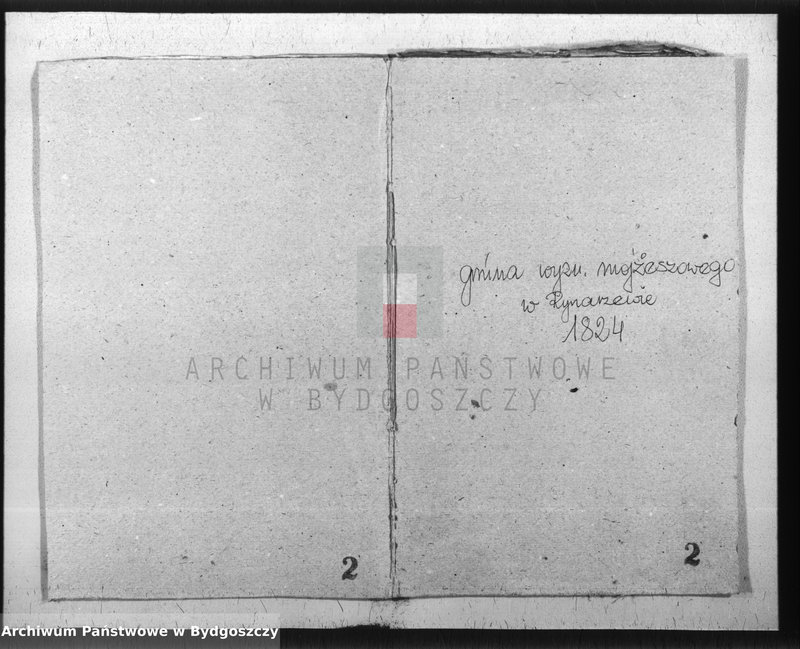 gmina wyzn. mojżeszowego
w Rynarzewie
1824
ARCHIWUM PAŃSTWOWE
W BYDGOSZCZY
2
2
Archiwum Państwowe w Bydgoszczy